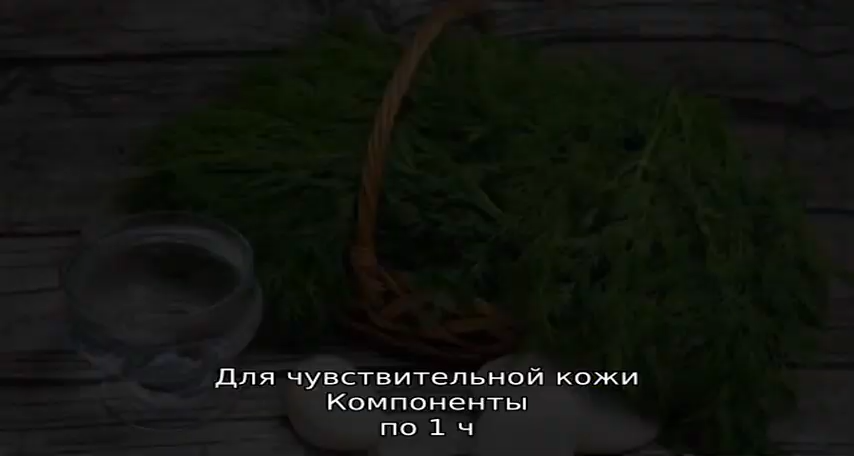 Для чувствительной кожи
Компоненты
по 1 ч